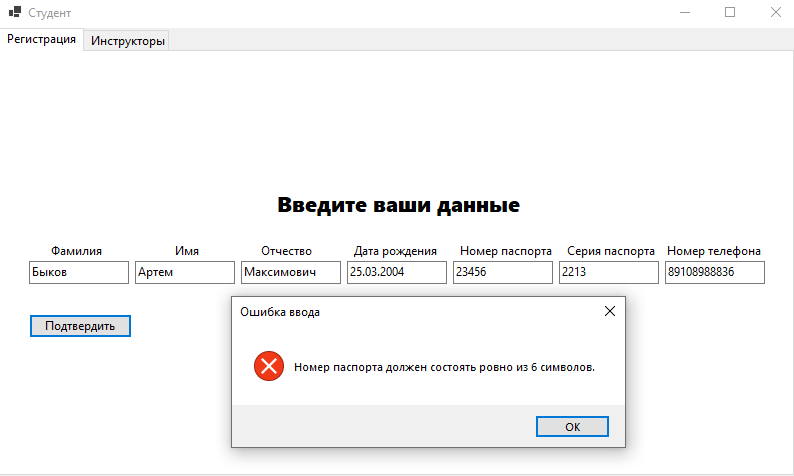 Студент
Регистрация Инструкторы
Введите ваши данные
Фамилия Имя Отчество Дата рождения Номер паспорта Серия паспорта Номер телефона
Быков Артем Максимович 25.03.2004 23456 2213 89108988836
Подтвердить
Ошибка ввода
Номер паспорта должен состоять ровно из 6 символов.
ОК